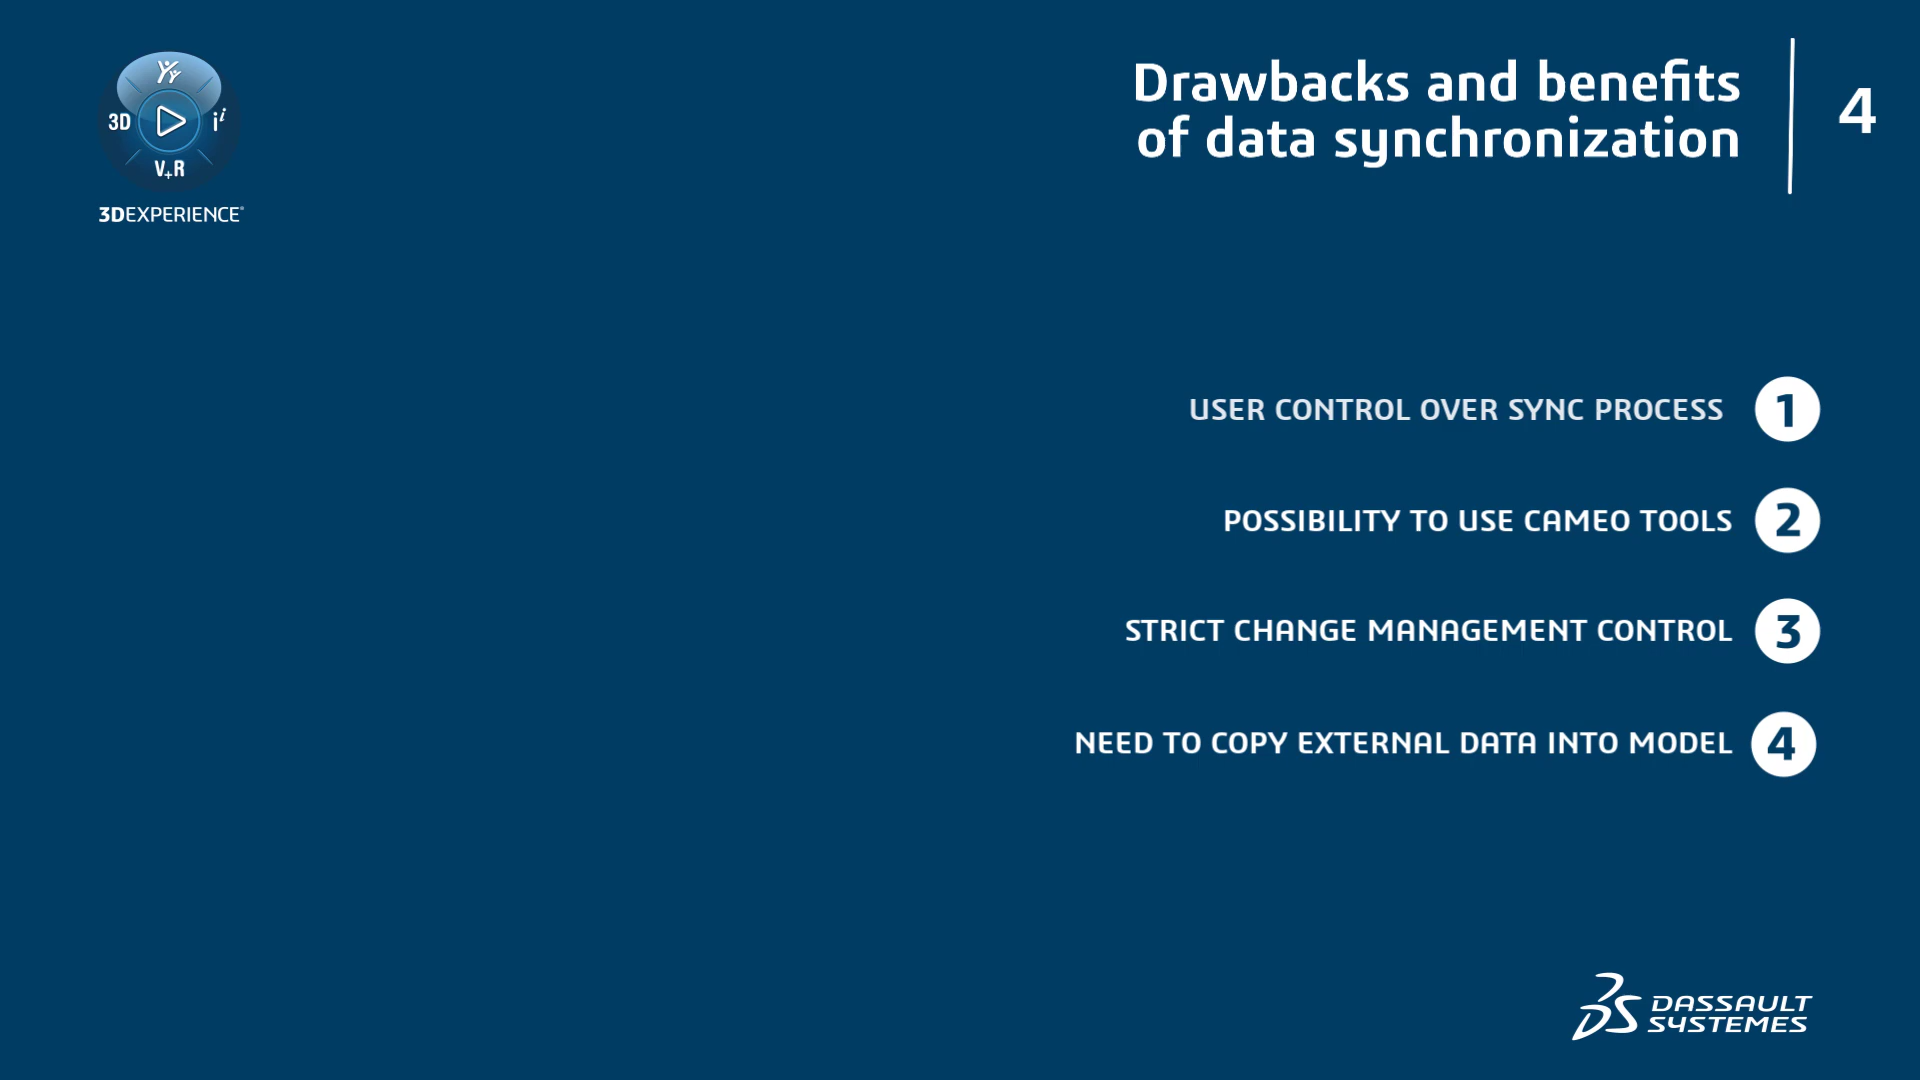 Drawbacks and benefits
of data synchronization
4
3D
V+R
3DEXPERIENCE®
USER CONTROL OVER SYNC PROCESS 1
POSSIBILITY TO USE CAMEO TOOLS 2
STRICT CHANGE MANAGEMENT CONTROL 3
NEED TO COPY EXTERNAL DATA INTO MODEL 4
DASSAULT
SYSTEMES